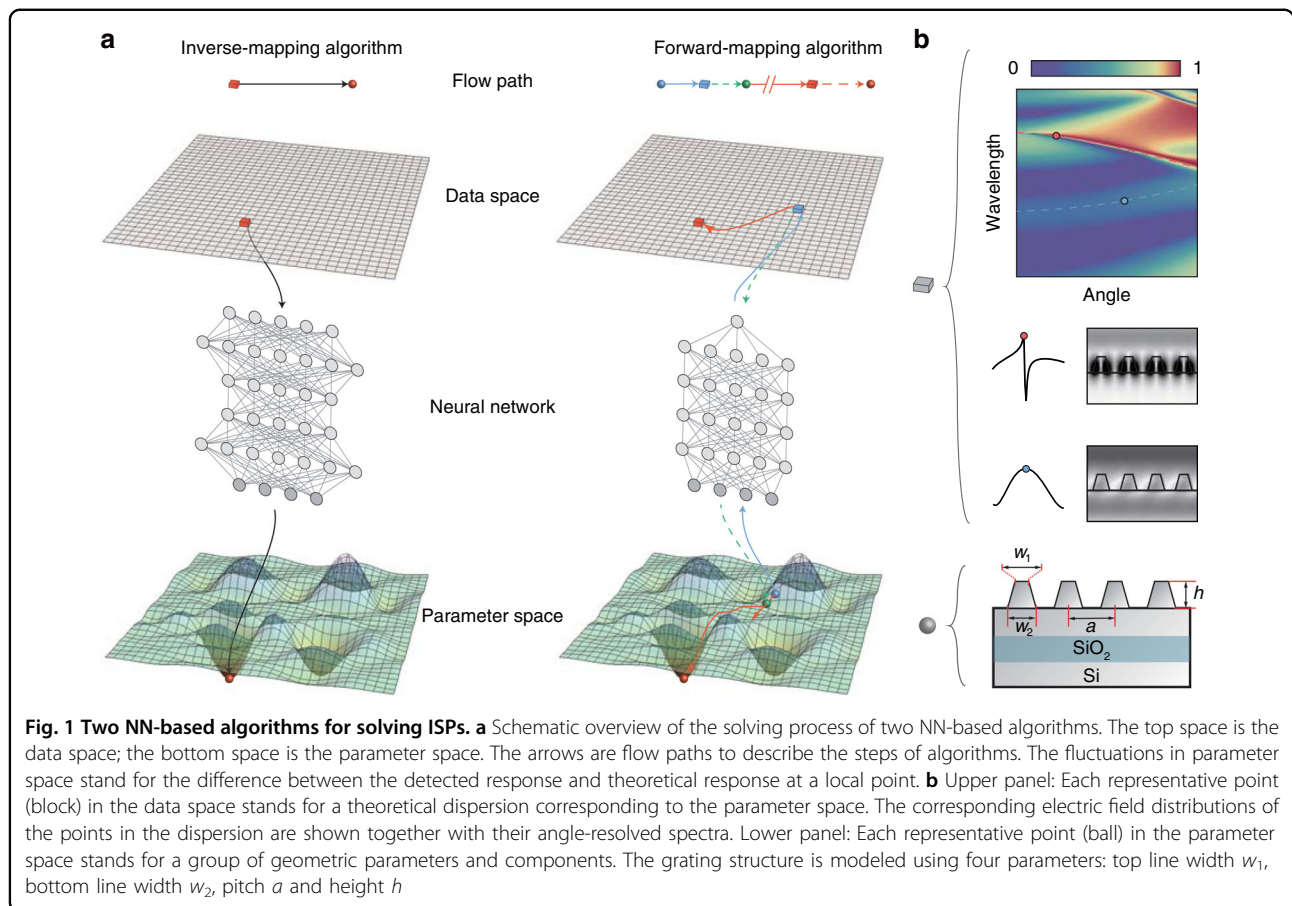 a
Inverse-mapping algorithm
Forward-mapping algorithm
Flow path
Data space
Neural network
Parameter space
b
0 1
Wavelength
Angle
w₁
h
w₂
a
SiO₂
Si
Fig. 1 Two NN-based algorithms for solving ISPs. a Schematic overview of the solving process of two NN-based algorithms. The top space is the
data space; the bottom space is the parameter space. The arrows are flow paths to describe the steps of algorithms. The fluctuations in parameter
space stand for the difference between the detected response and theoretical response at a local point. b Upper panel: Each representative point
(block) in the data space stands for a theoretical dispersion corresponding to the parameter space. The corresponding electric field distributions of
the points in the dispersion are shown together with their angle-resolved spectra. Lower panel: Each representative point (ball) in the parameter
space stands for a group of geometric parameters and components. The grating structure is modeled using four parameters: top line width w₁,
bottom line width w₂, pitch a and height h